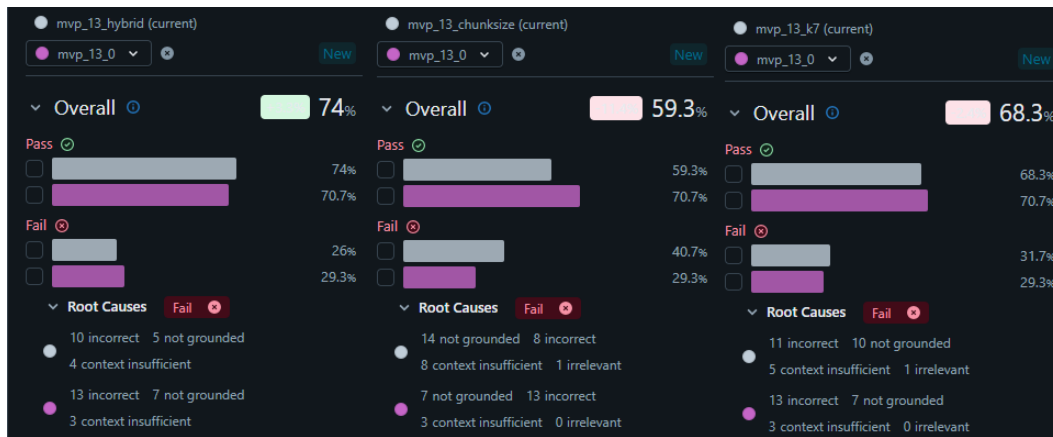 mvp_13_hybrid (current)
mvp_13_0
New
Overall
74%
Pass
74%
70.7%
Fail
26%
29.3%
Root Causes Fail
10 incorrect 5 not grounded
4 context insufficient
13 incorrect 7 not grounded
3 context insufficient
mvp_13_chunksize (current)
mvp_13_0
New
Overall
59.3%
Pass
59.3%
70.7%
Fail
40.7%
29.3%
Root Causes Fail
14 not grounded 8 incorrect
8 context insufficient 1 irrelevant
7 not grounded 13 incorrect
3 context insufficient 0 irrelevant
mvp_13_k7 (current)
mvp_13_0
New
Overall
68.3%
Pass
68.3%
70.7%
Fail
31.7%
29.3%
Root Causes Fail
11 incorrect 10 not grounded
5 context insufficient 1 irrelevant
13 incorrect 7 not grounded
3 context insufficient 0 irrelevant